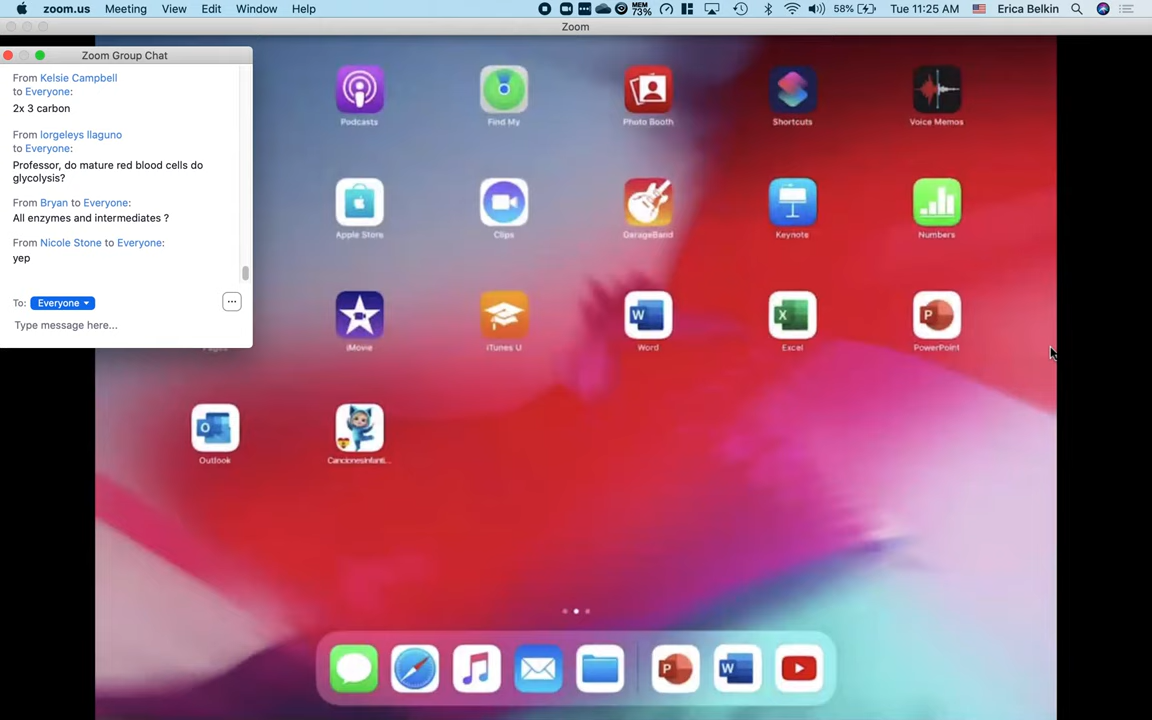 zoom.us Meeting View Edit Window Help MEM 73% 58% Tue 11:25 AM Erica Belkin
Zoom
Zoom Group Chat
From Kelsie Campbell
to Everyone:
2x 3 carbon
From lorgeleys llaguno
to Everyone:
Professor, do mature red blood cells do
glycolysis?
From Bryan to Everyone:
All enzymes and intermediates ?
From Nicole Stone to Everyone:
yep
To: Everyone
Type message here...
Podcasts Find My Photo Booth Shortcuts Voice Memos
Apple Store Clips GarageBand Keynote Numbers
Pages iMovie iTunes U Word Excel PowerPoint
Outlook Cancionesinfanti...